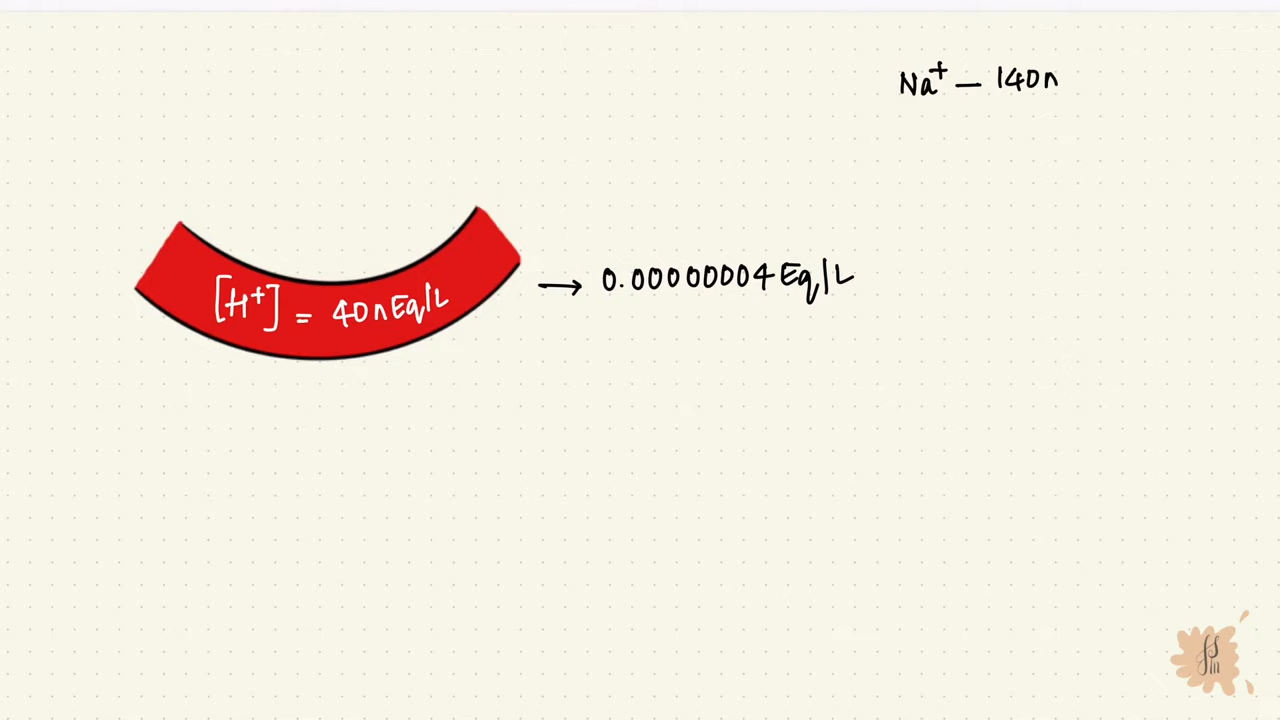 Na⁺ — 140n
[H⁺] = 40nEq/L
→ 0.00000004Eq/L